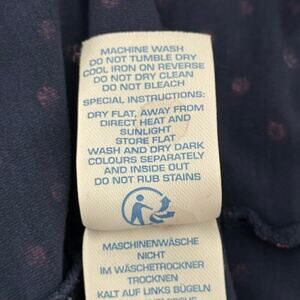 MACHINE WASH
DO NOT TUMBLE DRY
COOL IRON ON REVERSE
DO NOT DRY CLEAN
DO NOT BLEACH
SPECIAL INSTRUCTIONS:
DRY FLAT, AWAY FROM
DIRECT HEAT AND
SUNLIGHT
STORE FLAT
WASH AND DRY DARK
COLOURS SEPARATELY
AND INSIDE OUT
DO NOT RUB STAINS
MASCHINENWÄSCHE
NICHT
IM WÄSCHETROCKNER
TROCKNEN
KALT AUF LINKS BÜGELN